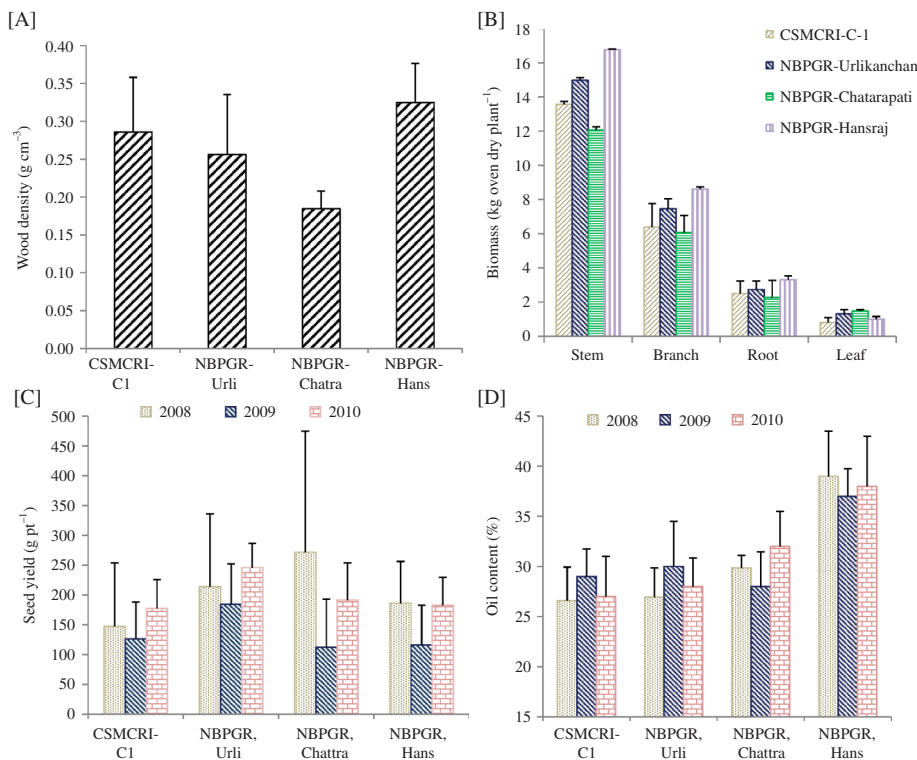 [A]
Wood density (g cm⁻³)
0.40
0.35
0.30
0.25
0.20
0.15
0.10
0.05
0.00
CSMCRI-
C1
NBPGR-
Urli
NBPGR-
Chatra
NBPGR-
Hans
[B]
Biomass (kg oven dry plant⁻¹)
18
16
14
12
10
8
6
4
2
0
Stem
Branch
Root
Leaf
CSMCRI-C-1
NBPGR-Urlikanchan
NBPGR-Chatarapati
NBPGR-Hansraj
[C]
2008
2009
2010
Seed yield (g pt⁻¹)
500
450
400
350
300
250
200
150
100
50
0
CSMCRI-
C1
NBPGR,
Urli
NBPGR,
Chattra
NBPGR,
Hans
[D]
2008
2009
2010
Oil content (%)
45
40
35
30
25
20
15
CSMCRI-
C1
NBPGR,
Urli
NBPGR,
Chattra
NBPGR,
Hans